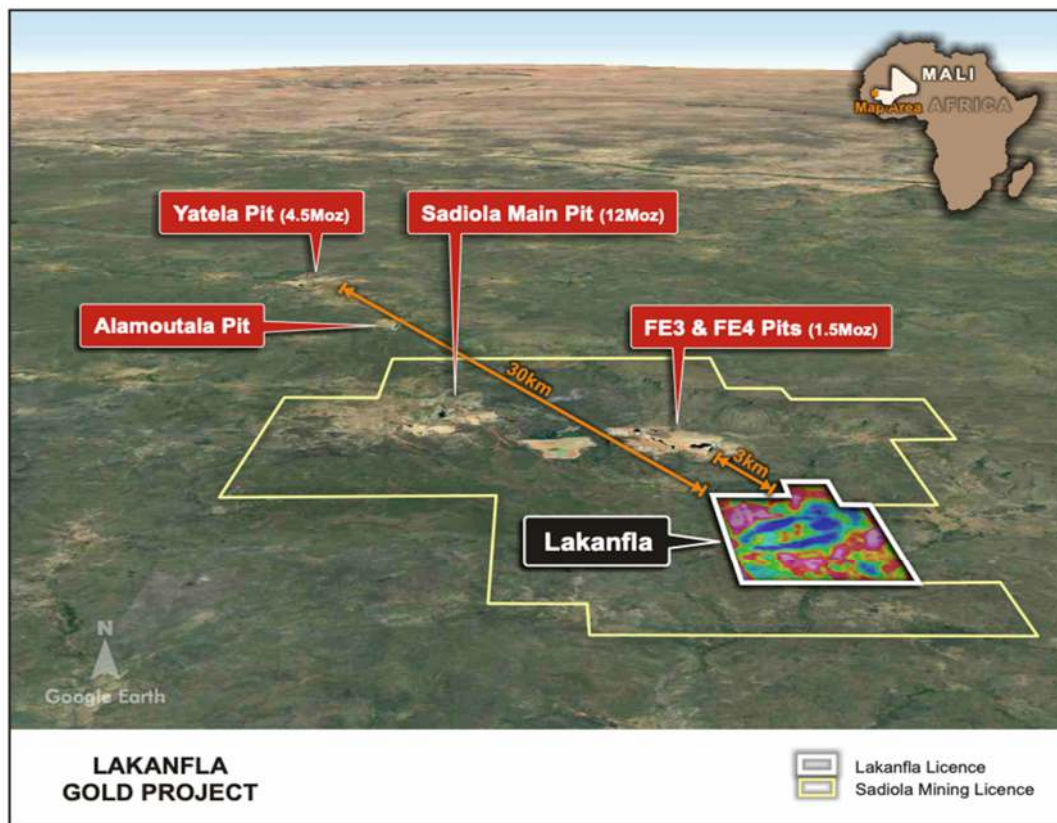 MALI
Map Area
AFRICA
Yatela Pit (4.5Moz)
Sadiola Main Pit (12Moz)
Alamoutala Pit
FE3 & FE4 Pits (1.5Moz)
30km
3km
Lakanfla
N
Google Earth
LAKANFLA
GOLD PROJECT
Lakanfla Licence
Sadiola Mining Licence